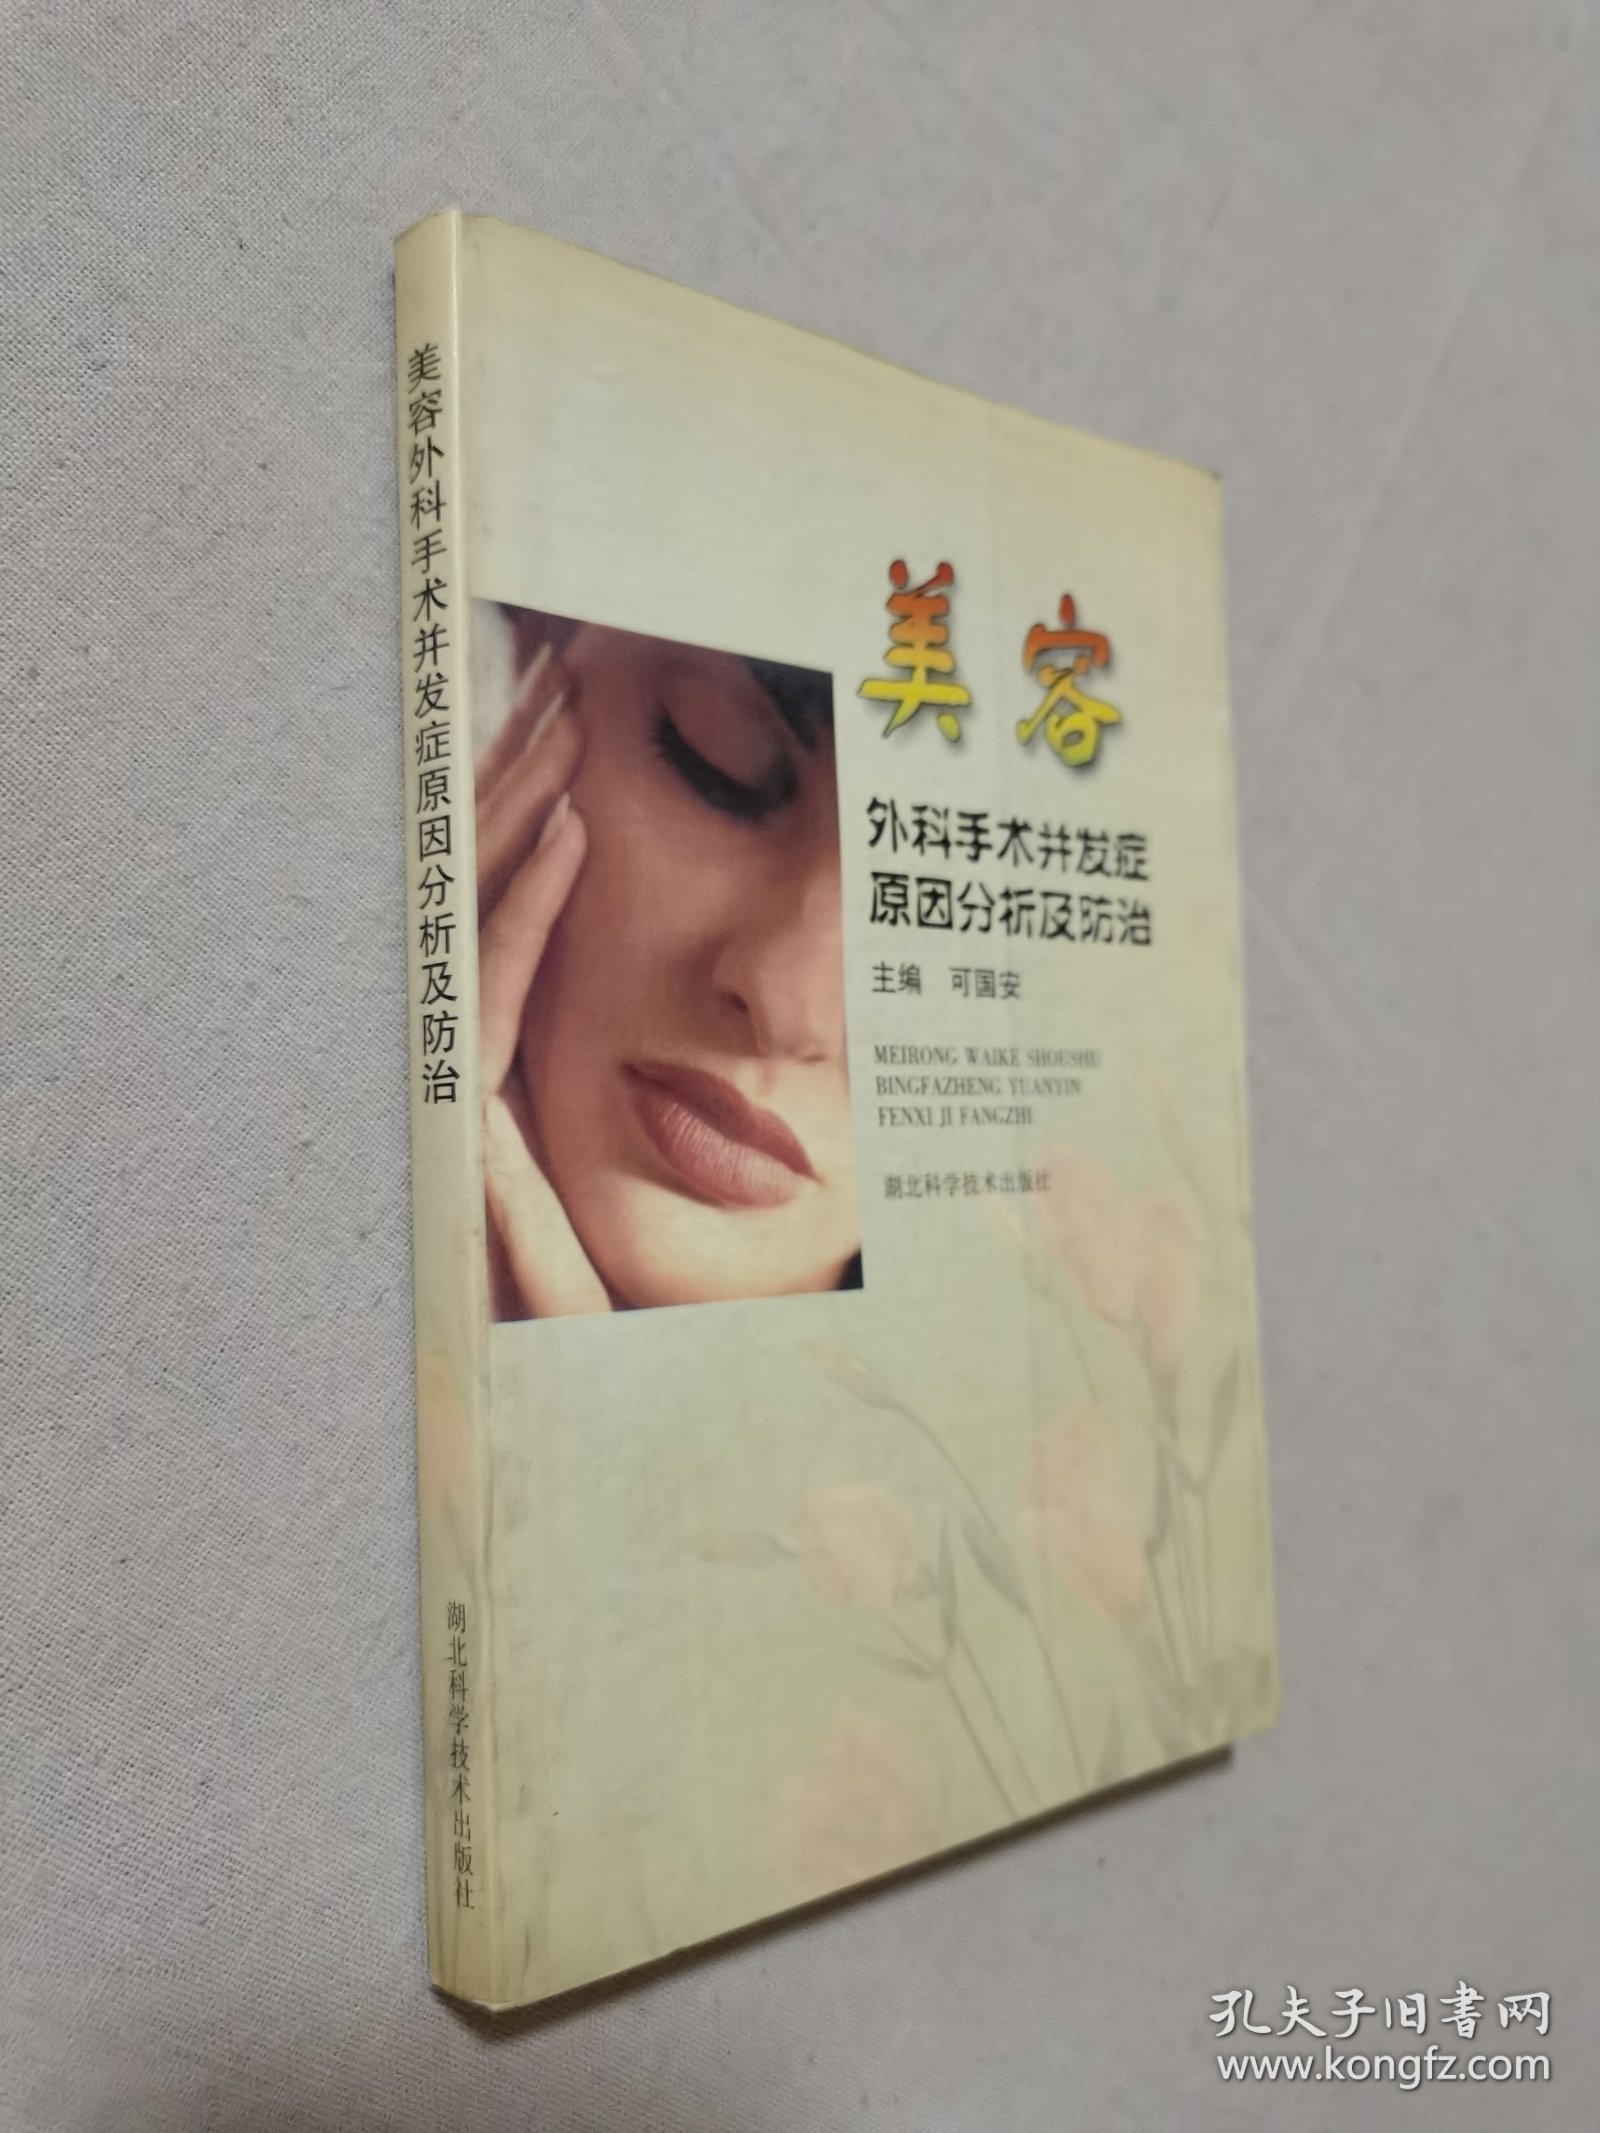 美容外科手术并发症原因分析及防治
湖北科学技术出版社
美容
外科手术并发症
原因分析及防治
主编 可国安
MEIRONG WAIKE SHOUSHU
BINGFAZHENG YUANYIN
FENXI JI FANGZHI
湖北科学技术出版社
孔夫子旧书网
www.kongfz.com